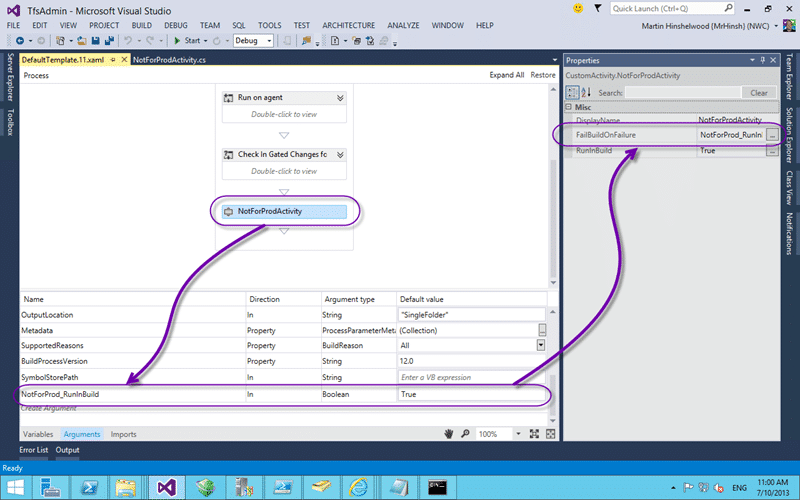 TfsAdmin - Microsoft Visual Studio
Quick Launch (Ctrl+Q)
FILE EDIT VIEW PROJECT BUILD DEBUG TEAM SQL TOOLS TEST ARCHITECTURE ANALYZE WINDOW HELP
Martin Hinshelwood (MrHinsh) (NWC)
Start Debug
DefaultTemplate.11.xaml NotForProdActivity.cs
Process Expand All Restore
Server Explorer
Toolbox
Run on agent
Double-click to view
Check In Gated Changes fc
Double-click to view
NotForProdActivity
Properties
CustomActivity.NotForProdActivity
Search: Clear
Misc
DisplayName NotForProdActivity
FailBuildOnFailure NotForProd_RunIn ...
RunInBuild True ...
Team Explorer
Solution Explorer
Class View
Notifications
Name Direction Argument type Default value
OutputLocation In String "SingleFolder"
Metadata Property ProcessParameterMeta (Collection) ...
SupportedReasons Property BuildReason All
BuildProcessVersion Property String 12.0
SymbolStorePath In String Enter a VB expression
NotForProd_RunInBuild In Boolean True
Create Argument
Variables Arguments Imports 100%
Error List Output
Ready
ENG
11:00 AM
7/10/2013